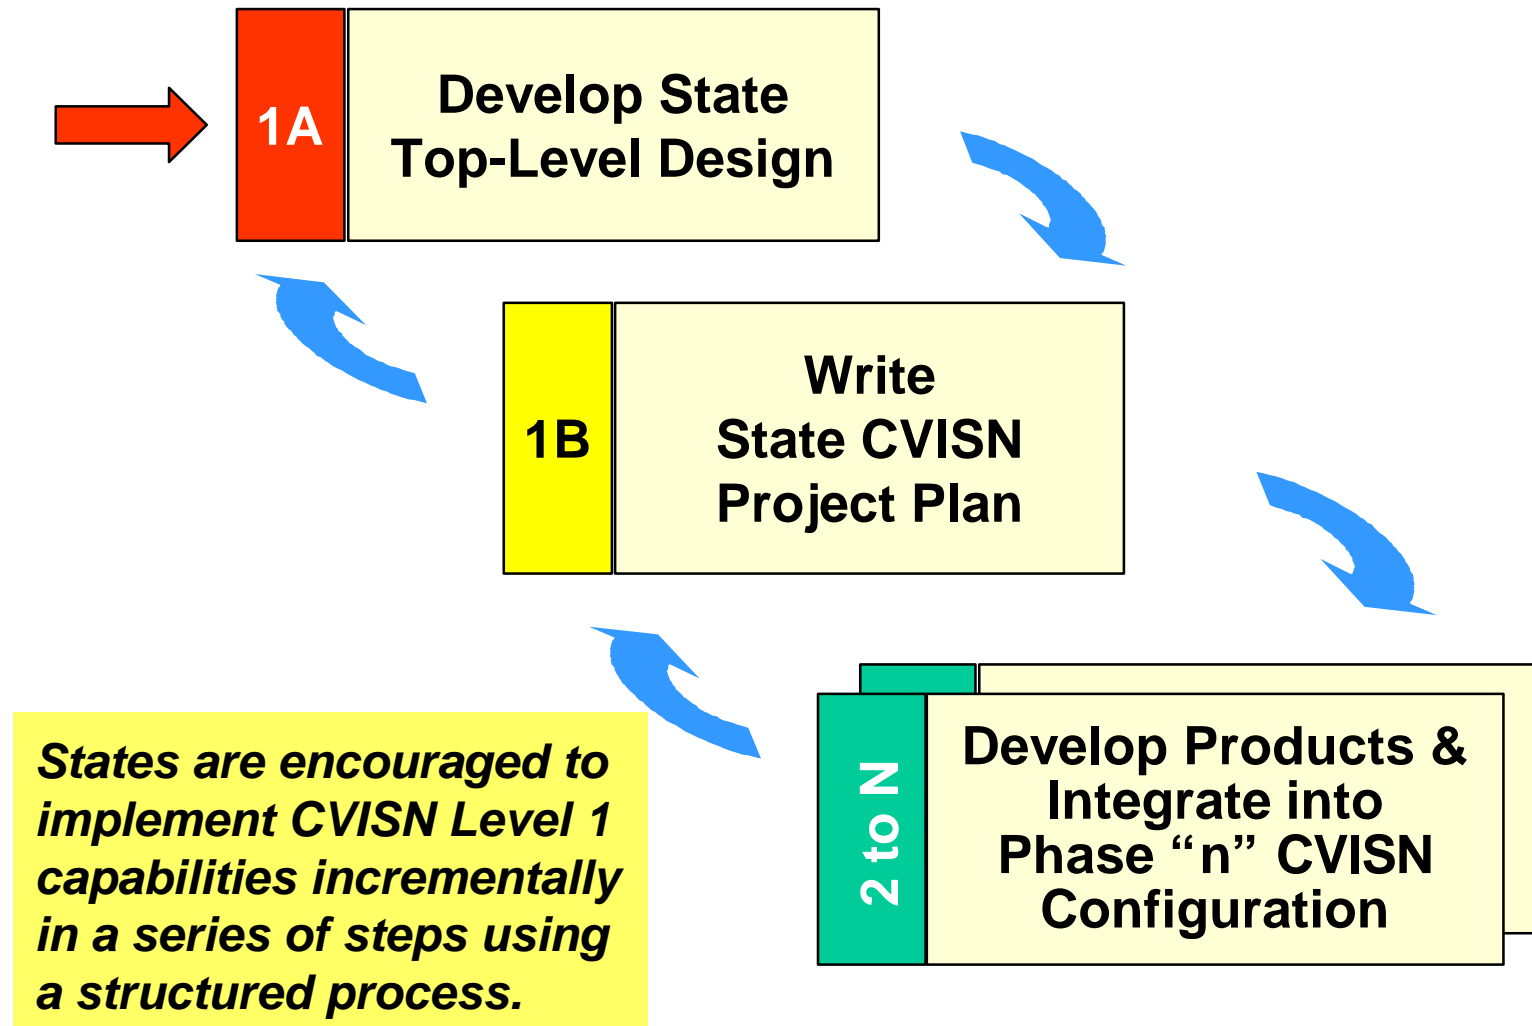 1A
Develop State
Top-Level Design
1B
Write
State CVISN
Project Plan
2 to N
Develop Products &
Integrate into
Phase “n” CVISN
Configuration
States are encouraged to
implement CVISN Level 1
capabilities incrementally
in a series of steps using
a structured process.